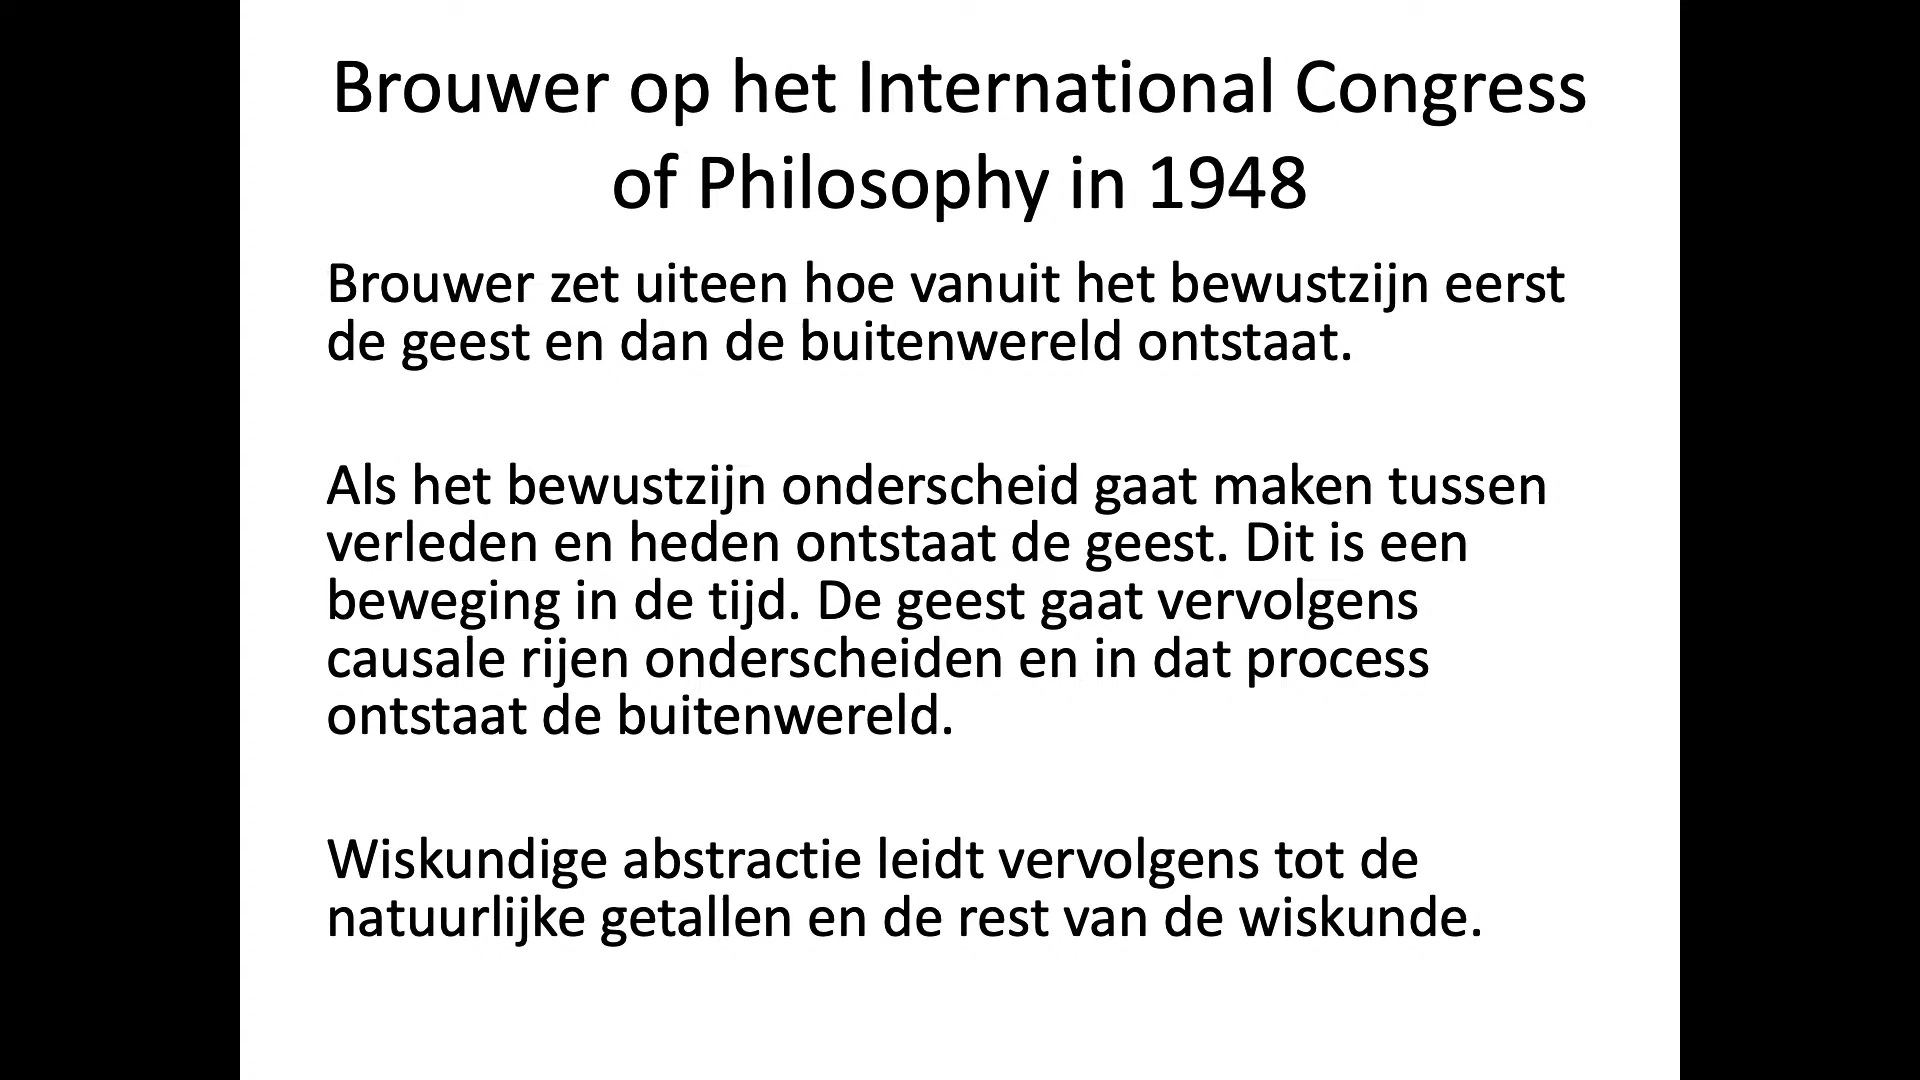 Brouwer op het International Congress
of Philosophy in 1948
Brouwer zet uiteen hoe vanuit het bewustzijn eerst
de geest en dan de buitenwereld ontstaat.
Als het bewustzijn onderscheid gaat maken tussen
verleden en heden ontstaat de geest. Dit is een
beweging in de tijd. De geest gaat vervolgens
causale rijen onderscheiden en in dat process
ontstaat de buitenwereld.
Wiskundige abstractie leidt vervolgens tot de
natuurlijke getallen en de rest van de wiskunde.